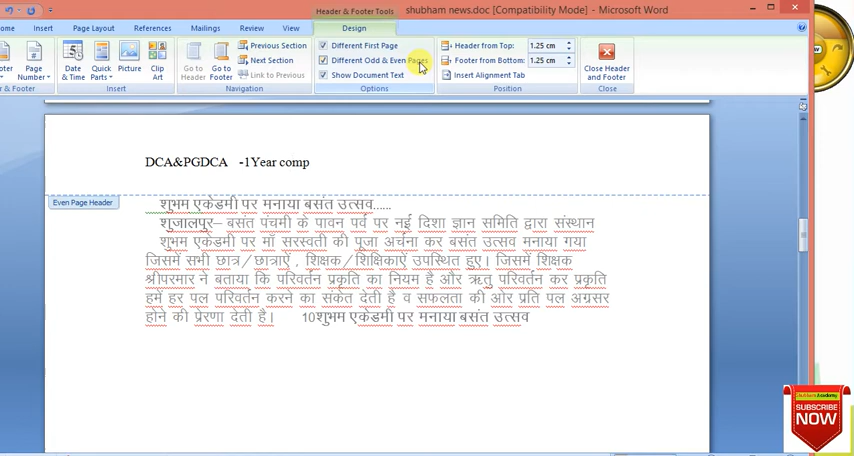 Header & Footer Tools
shubham news.doc [Compatibility Mode] - Microsoft Word
Insert Page Layout References Mailings Review View Design
Page Number
Date & Time
Quick Parts
Picture
Clip Art
Insert
Go to Header
Go to Footer
Previous Section
Next Section
Link to Previous
Navigation
Different First Page
Different Odd & Even Pages
Show Document Text
Options
Header from Top: 1.25 cm
Footer from Bottom: 1.25 cm
Insert Alignment Tab
Position
Close Header and Footer
Close
DCA&PGDCA -1Year comp
Even Page Header
शुभम एकेडमी पर मनाया बसंत उत्सव......
शुजालपुर– बसंत पंचमी के पावन पर्व पर नई दिशा ज्ञान समिति द्वारा संस्थान
शुभम एकेडमी पर माँ सरस्वती की पूजा अर्चना कर बसंत उत्सव मनाया गया
जिसमें सभी छात्र/छात्राऐं , शिक्षक/शिक्षिकाऐं उपस्थित हुए। जिसमें शिक्षक
श्रीपरमार ने बताया कि परिवर्तन प्रकृति का नियम है और ऋतु परिवर्तन कर प्रकृति
हमें हर पल परिवर्तन करने का संकेत देती है व सफलता की ओर प्रति पल अग्रसर
होने की प्रेरणा देती है। 10शुभम एकेडमी पर मनाया बसंत उत्सव
SUBSCRIBE
NOW